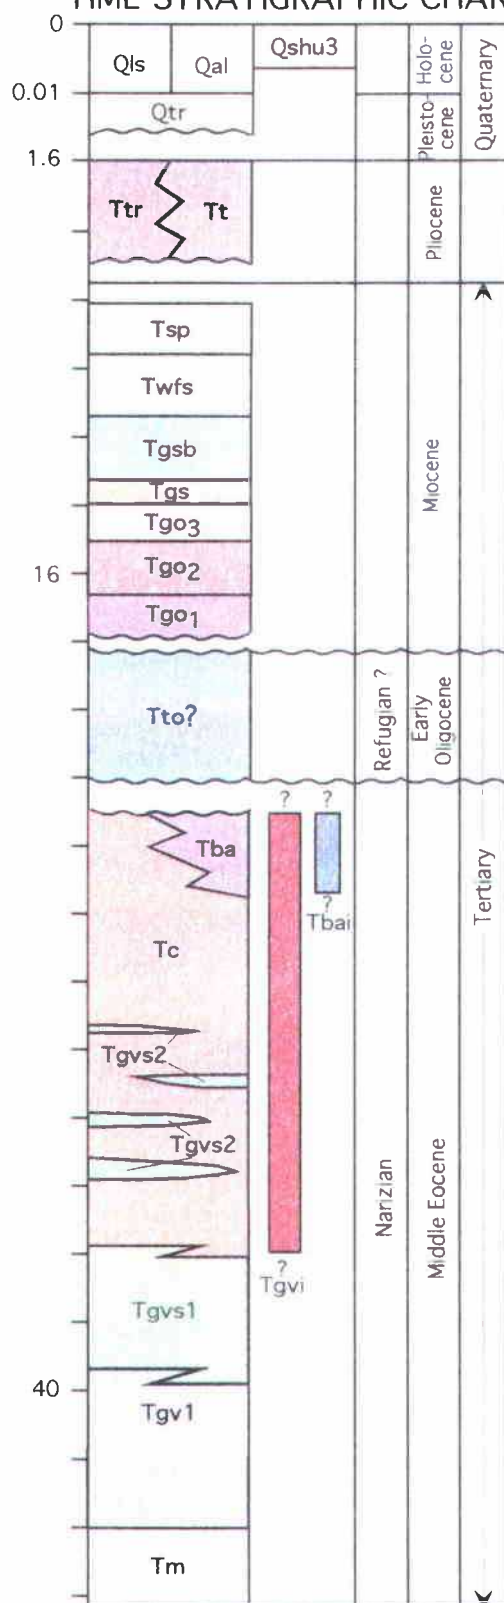 TIME STRATIGRAPHIC CHAR
0
Qls
Qal
Qshu3
Holo-
cene
Quaternary
0.01
Qtr
Pleisto-
cene
1.6
Ttr
Tt
Pliocene
Tsp
Twfs
Tgsb
Tgs
Tgo3
Miocene
16
Tgo2
Tgo1
Tto?
Refugian ?
Early
Oligocene
?
?
Tba
?
Tbai
Tertiary
Tc
Tgvs2
Tgvs2
Narizian
Middle Eocene
?
Tgvi
Tgvs1
40
Tgv1
Tm